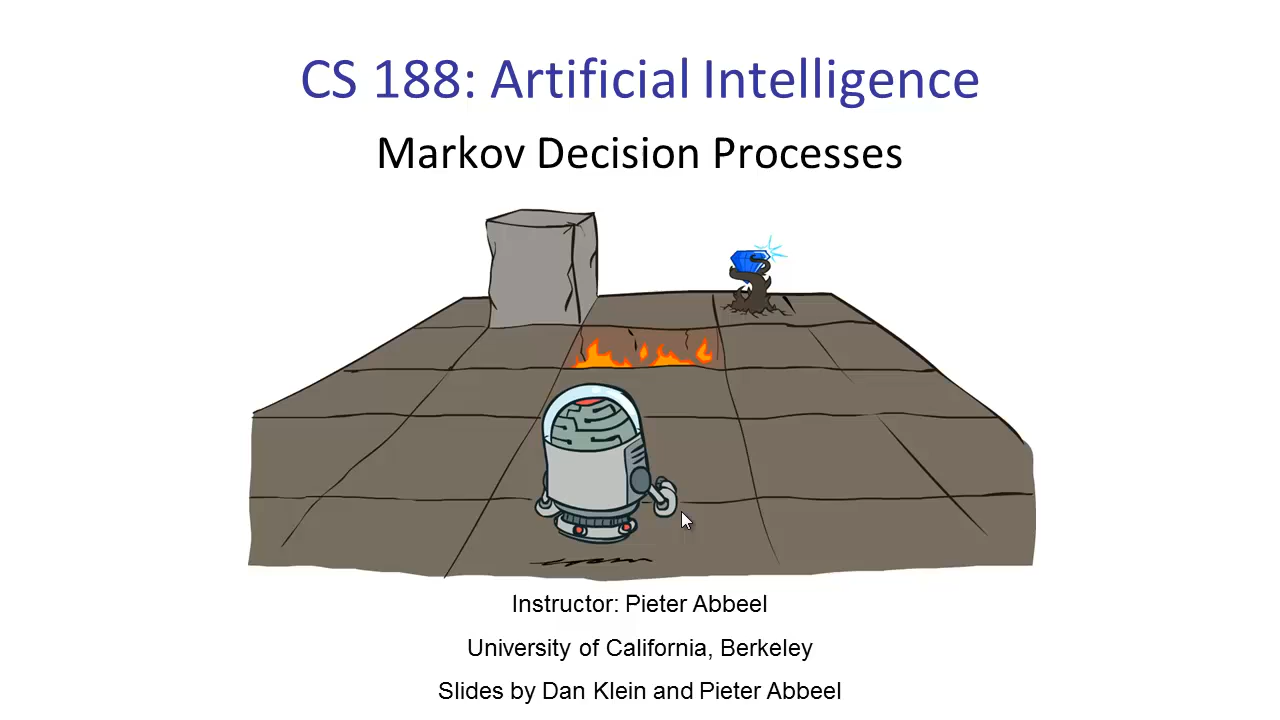 CS 188: Artificial Intelligence
Markov Decision Processes
Instructor: Pieter Abbeel
University of California, Berkeley
Slides by Dan Klein and Pieter Abbeel